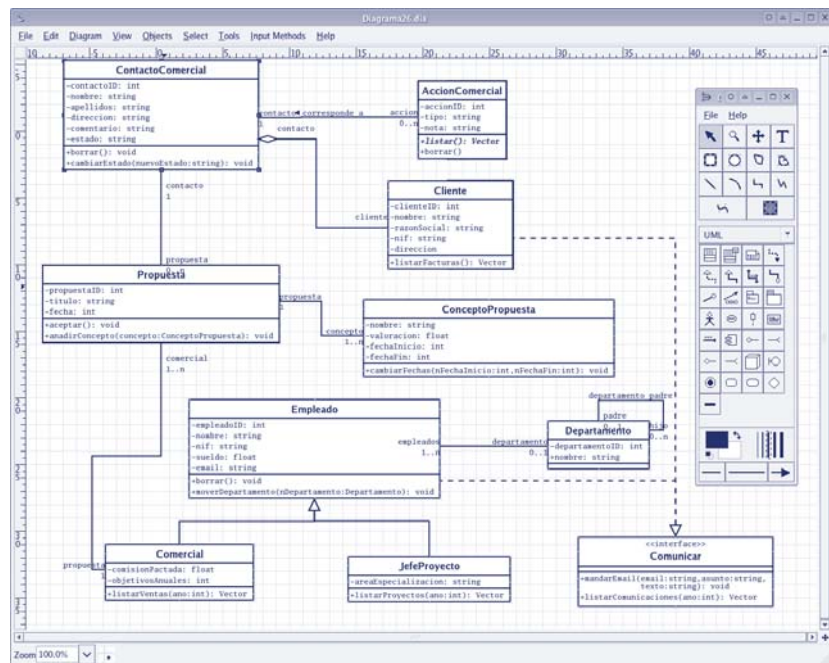 Diagrama26.dia
File Edit Diagram View Objects Select Tools Input Methods Help
ContactoComercial
-contactoID: int
-nombre: string
-apellidos: string
-direccion: string
-comentario: string
-estado: string
+borrar(): void
+cambiarEstado(nuevoEstado:string): void
contacto corresponde a accion
1 0..n
AccionComercial
-accionID: int
-tipo: string
-nota: string
+listar(): Vector
+borrar()
contacto
cliente
Cliente
-clienteID: int
-nombre: string
-razonSocial: string
-nif: string
-direccion
+listarFacturas(): Vector
contacto
1
propuesta
Propuesta
-propuestaID: int
-titulo: string
-fecha: int
+aceptar(): void
+anadirConcepto(concepto:ConceptoPropuesta): void
propuesta
1
concepto
1..n
ConceptoPropuesta
-nombre: string
-valoracion: float
-fechaInicio: int
-fechaFin: int
+cambiarFechas(nFechaInicio:int,nFechaFin:int): void
comercial
1..n
propuesta
1
Empleado
-empleadoID: int
-nombre: string
-nif: string
-sueldo: float
-email: string
+borrar(): void
+moverDepartamento(nDepartamento:Departamento): void
empleados
1..n
departamento
0..1
departamento padre
padre
0..n
Departamento
-departamentoID: int
+nombre: string
Comercial
-comisionPactada: float
-objetivosAnuales: int
+listarVentas(ano:int): Vector
JefeProyecto
-areaEspecializacion: string
+listarProyectos(ano:int): Vector
<<interface>>
Comunicar
+mandarEmail(email:string,asunto:string,
texto:string): void
+listarComunicaciones(ano:int): Vector
File Help
T
UML
Zoom 100.0%